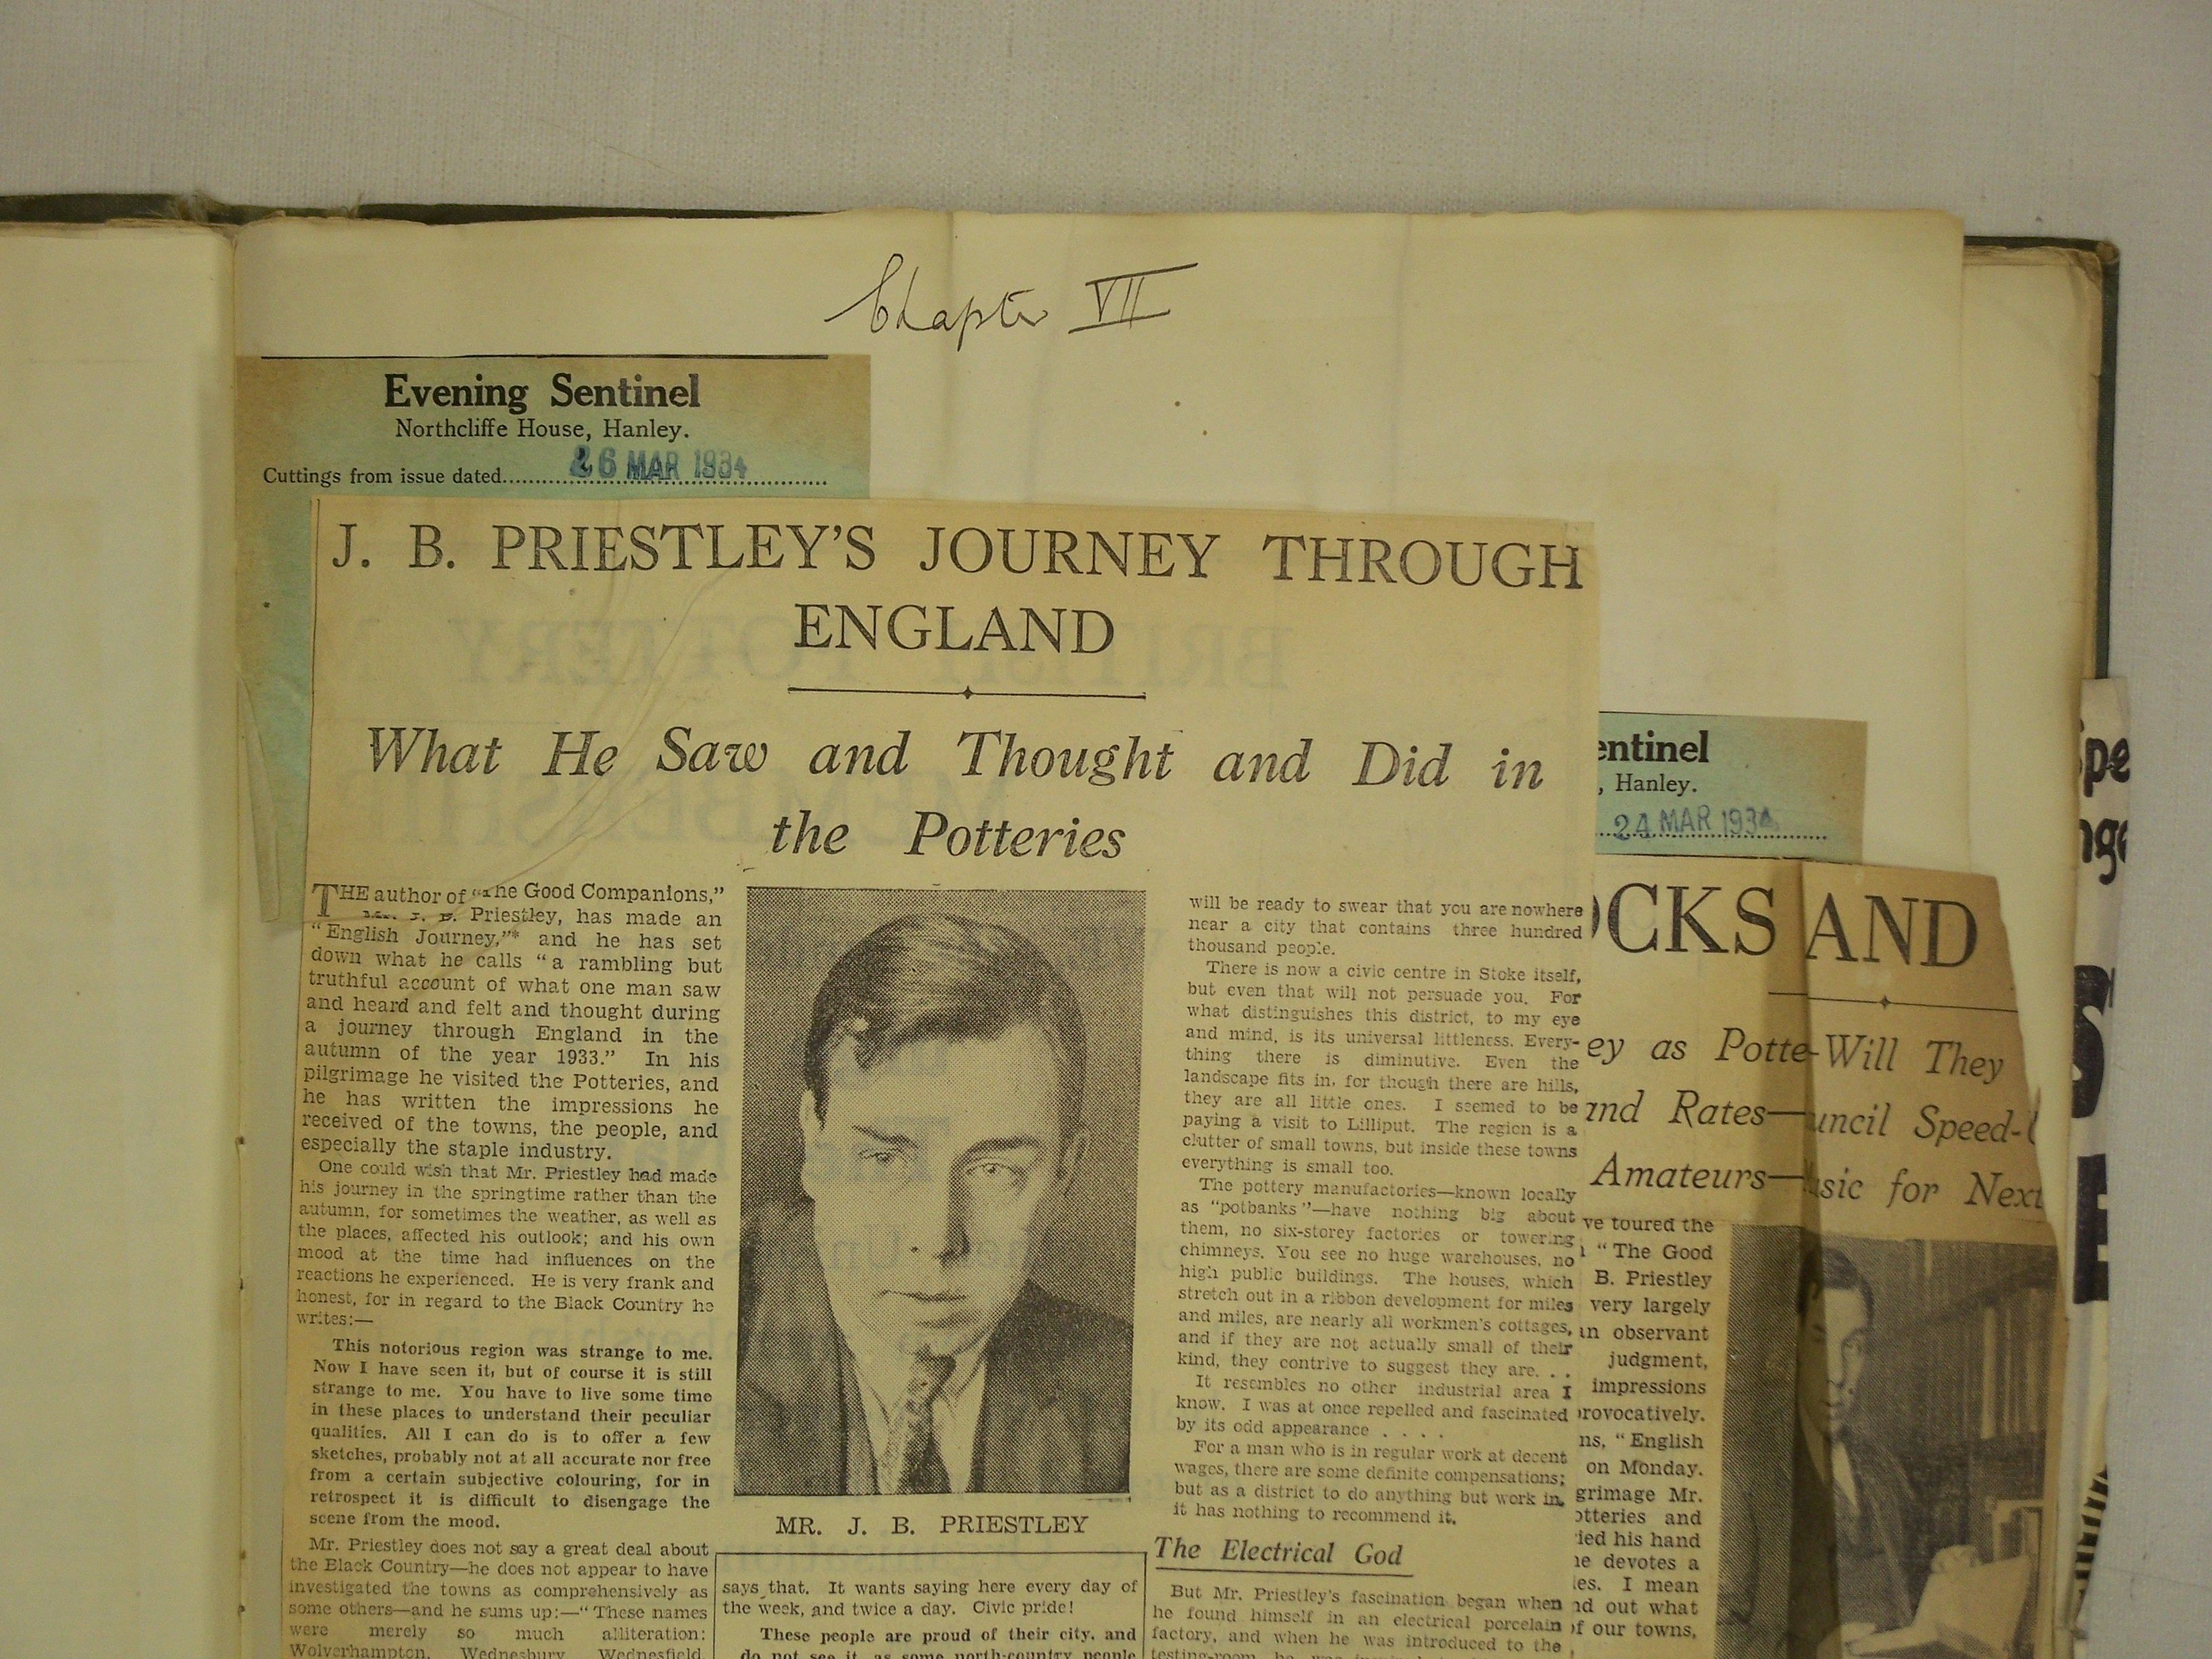 Chapter VII
Evening Sentinel
Northcliffe House, Hanley.
Cuttings from issue dated 26 MAR 1934
J. B. PRIESTLEY'S JOURNEY THROUGH
ENGLAND
What He Saw and Thought and Did in
the Potteries
THE author of "The Good Companions,"
Mr. J. B. Priestley, has made an
"English Journey,"* and he has set
down what he calls "a rambling but
truthful account of what one man saw
and heard and felt and thought during
a journey through England in the
autumn of the year 1933." In his
pilgrimage he visited the Potteries, and
he has written the impressions he
received of the towns, the people, and
especially the staple industry.
One could wish that Mr. Priestley had made
his journey in the springtime rather than the
autumn, for sometimes the weather, as well as
the places, affected his outlook; and his own
mood at the time had influences on the
reactions he experienced. He is very frank and
honest, for in regard to the Black Country he
writes:—
This notorious region was strange to me.
Now I have seen it, but of course it is still
strange to me. You have to live some time
in these places to understand their peculiar
qualities. All I can do is to offer a few
sketches, probably not at all accurate nor free
from a certain subjective colouring, for in
retrospect it is difficult to disengage the
scene from the mood.
Mr. Priestley does not say a great deal about
the Black Country—he does not appear to have
investigated the towns as comprehensively as
some others—and he sums up:—"These names
were merely so much alliteration:
Wolverhampton, Wednesbury, Wednesfield,
MR. J. B. PRIESTLEY
says that. It wants saying here every day of
the week, and twice a day. Civic pride!
These people are proud of their city, and
do not see it, as some north-country people
will be ready to swear that you are nowhere
near a city that contains three hundred
thousand people.
There is now a civic centre in Stoke itself,
but even that will not persuade you. For
what distinguishes this district, to my eye
and mind, is its universal littleness. Every-
thing there is diminutive. Even the
landscape fits in, for though there are hills,
they are all little ones. I seemed to be
paying a visit to Lilliput. The region is a
clutter of small towns, but inside these towns
everything is small too.
The pottery manufactories—known locally
as "potbanks"—have nothing big about
them, no six-storey factories or towering
chimneys. You see no huge warehouses, no
high public buildings. The houses, which
stretch out in a ribbon development for miles
and miles, are nearly all workmen's cottages,
and if they are not actually small of their
kind, they contrive to suggest they are. . .
It resembles no other industrial area I
know. I was at once repelled and fascinated
by its odd appearance . . . .
For a man who is in regular work at decent
wages, there are some definite compensations;
but as a district to do anything but work in,
it has nothing to recommend it.
The Electrical God
But Mr. Priestley's fascination began when
he found himself in an electrical porcelain
factory, and when he was introduced to the
entinel
, Hanley.
24 MAR 1934
OCKS AND
ey as Potte-Will They
and Rates—uncil Speed-
Amateurs—usic for Next
ve toured the
"The Good
B. Priestley
very largely
an observant
judgment,
impressions
provocatively.
ns, "English
on Monday.
grimage Mr.
otteries and
ied his hand
he devotes a
ies. I mean
nd out what
of our towns,